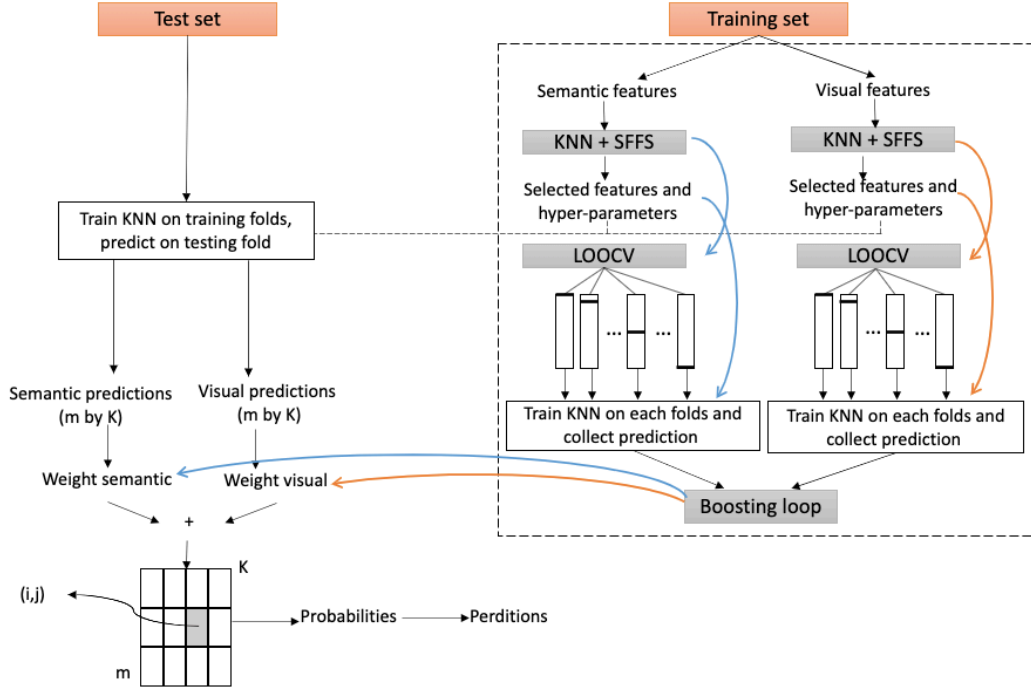 Test set
Training set
Semantic features
Visual features
KNN + SFFS
KNN + SFFS
Selected features and
hyper-parameters
Selected features and
hyper-parameters
Train KNN on training folds,
predict on testing fold
LOOCV
LOOCV
... ...
... ...
Semantic predictions
(m by K)
Visual predictions
(m by K)
Train KNN on each folds and
collect prediction
Train KNN on each folds and
collect prediction
Weight semantic
Weight visual
Boosting loop
+
K
(i,j)
Probabilities
Perditions
m